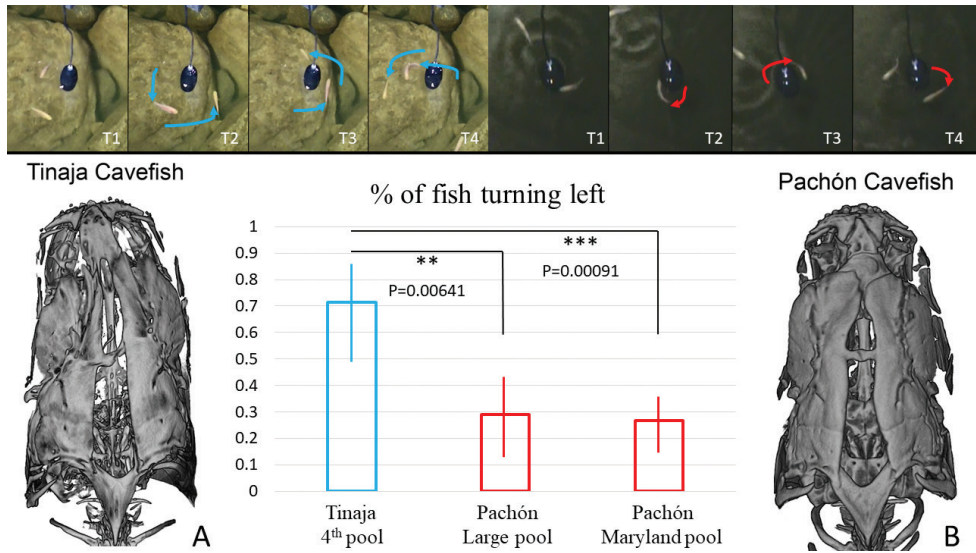 T1
T2
T3
T4
T1
T2
T3
T4
Tinaja Cavefish
% of fish turning left
Pachón Cavefish
1
0.9
0.8
0.7
0.6
0.5
0.4
0.3
0.2
0.1
0
**
P=0.00641
***
P=0.00091
Tinaja
4th pool
Pachón
Large pool
Pachón
Maryland pool
A
B